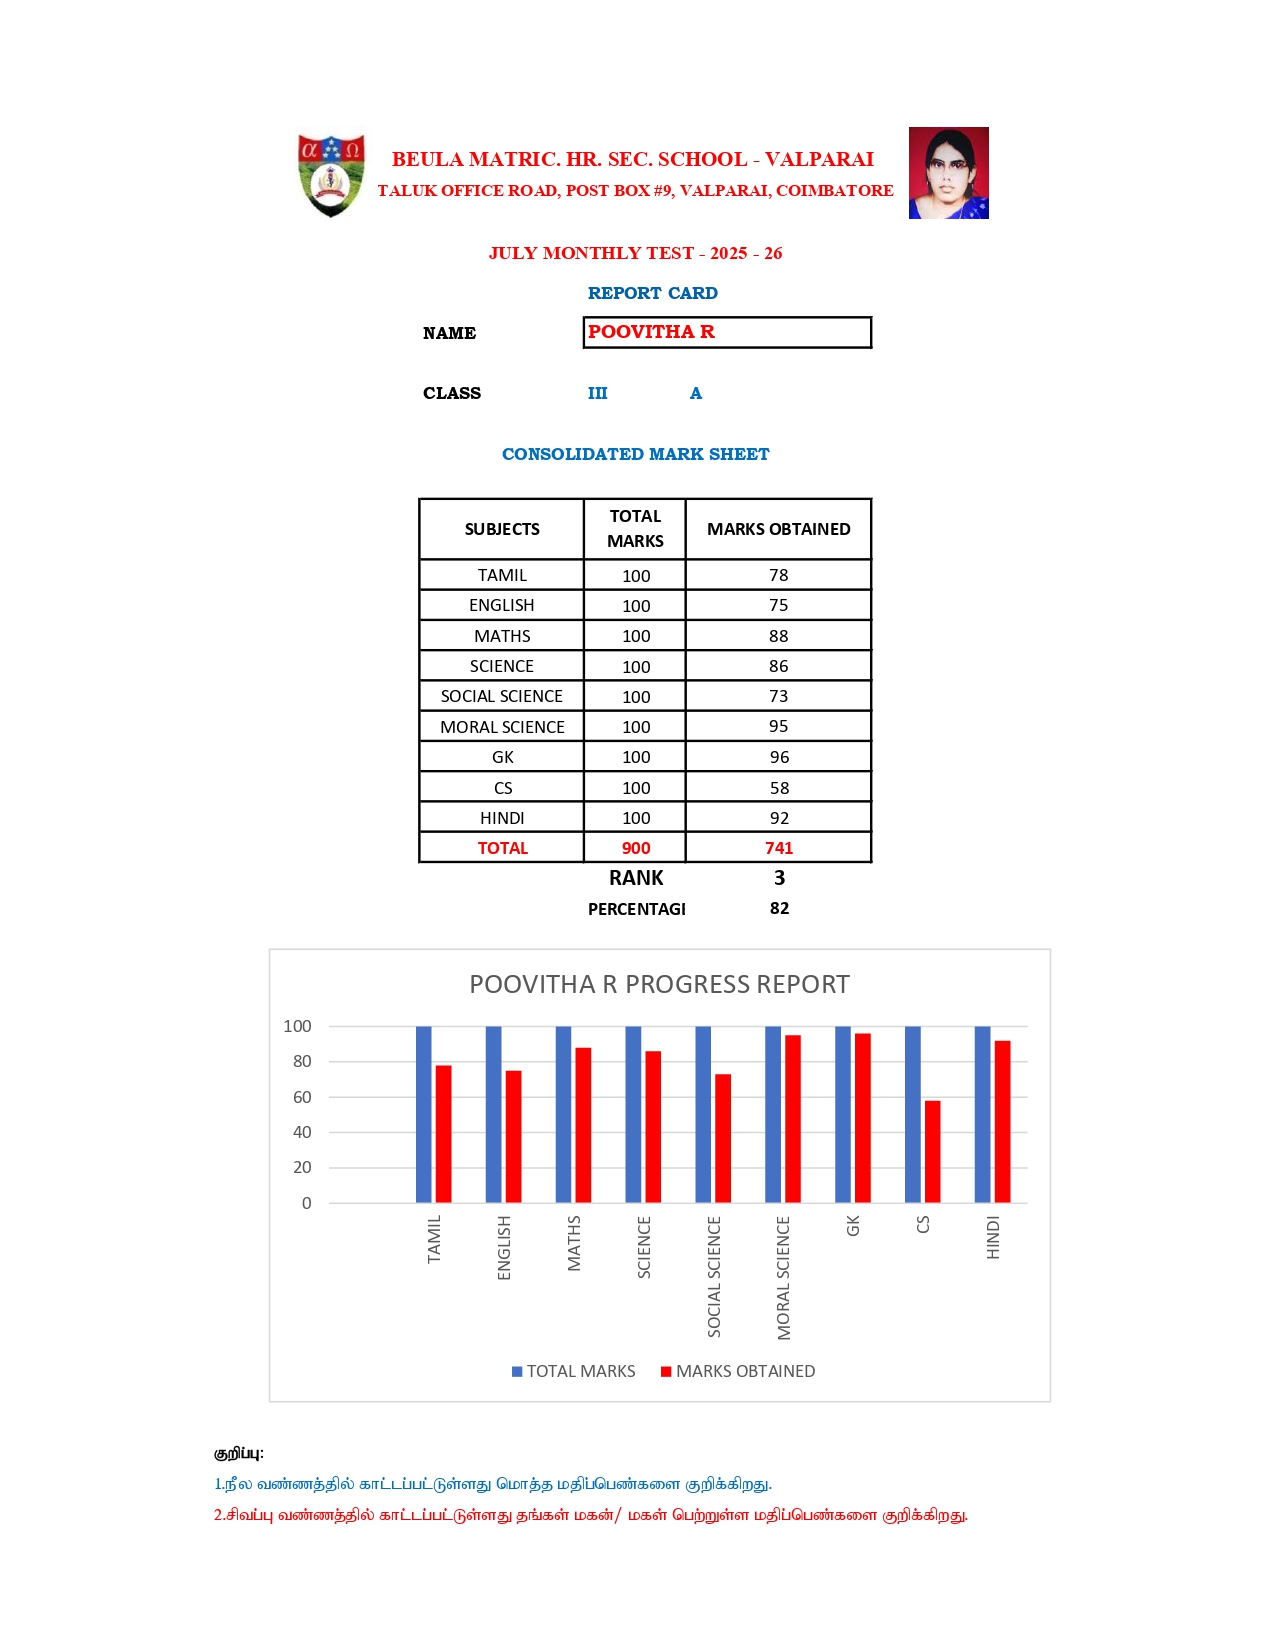 α Ω
BEULA MATRIC. HR. SEC. SCHOOL - VALPARAI
TALUK OFFICE ROAD, POST BOX #9, VALPARAI, COIMBATORE
JULY MONTHLY TEST - 2025 - 26
REPORT CARD
NAME POOVITHA R
CLASS III A
CONSOLIDATED MARK SHEET
SUBJECTS TOTAL MARKS MARKS OBTAINED
TAMIL 100 78
ENGLISH 100 75
MATHS 100 88
SCIENCE 100 86
SOCIAL SCIENCE 100 73
MORAL SCIENCE 100 95
GK 100 96
CS 100 58
HINDI 100 92
TOTAL 900 741
RANK 3
PERCENTAGI 82
POOVITHA R PROGRESS REPORT
100
80
60
40
20
0
TAMIL
ENGLISH
MATHS
SCIENCE
SOCIAL SCIENCE
MORAL SCIENCE
GK
CS
HINDI
TOTAL MARKS MARKS OBTAINED
குறிப்பு:
1.நீல வண்ணத்தில் காட்டப்பட்டுள்ளது மொத்த மதிப்பெண்களை குறிக்கிறது.
2.சிவப்பு வண்ணத்தில் காட்டப்பட்டுள்ளது தங்கள் மகன்/ மகள் பெற்றுள்ள மதிப்பெண்களை குறிக்கிறது.